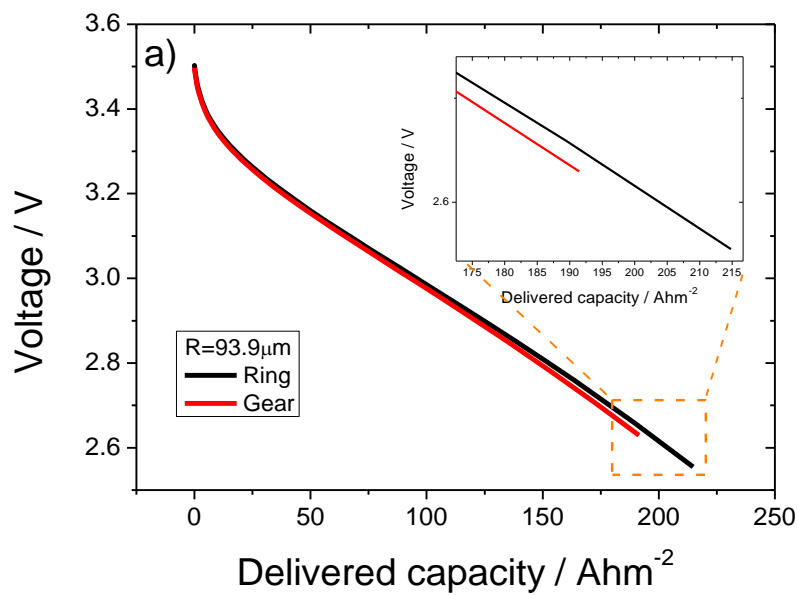 a)
Voltage / V
3.6
3.4
3.2
3.0
2.8
2.6
0
50
100
150
200
250
Delivered capacity / Ahm⁻²
R=93.9μm
Ring
Gear
Voltage / V
2.6
175 180 185 190 195 200 205 210 215
Delivered capacity / Ahm⁻²